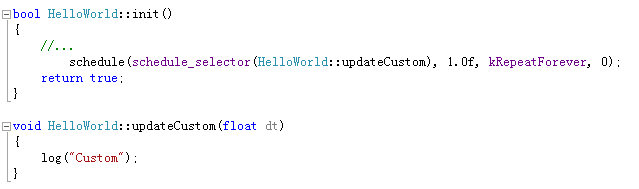 bool HelloWorld::init()
{
    //...
        schedule(schedule_selector(HelloWorld::updateCustom), 1.0f, kRepeatForever, 0);
    return true;
}

void HelloWorld::updateCustom(float dt)
{
    log("Custom");
}